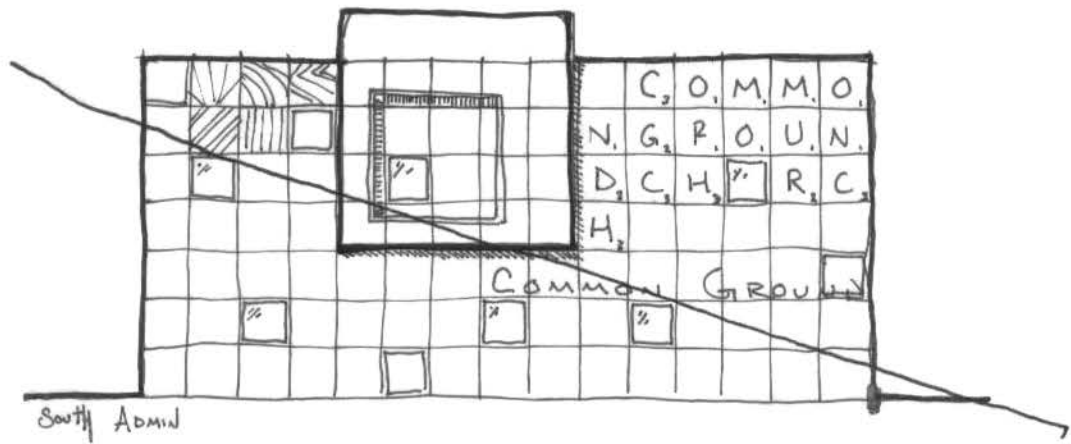 C O M M O
N G R O U N
D C H R C
H
COMMON GROUND
SOUTH ADMIN